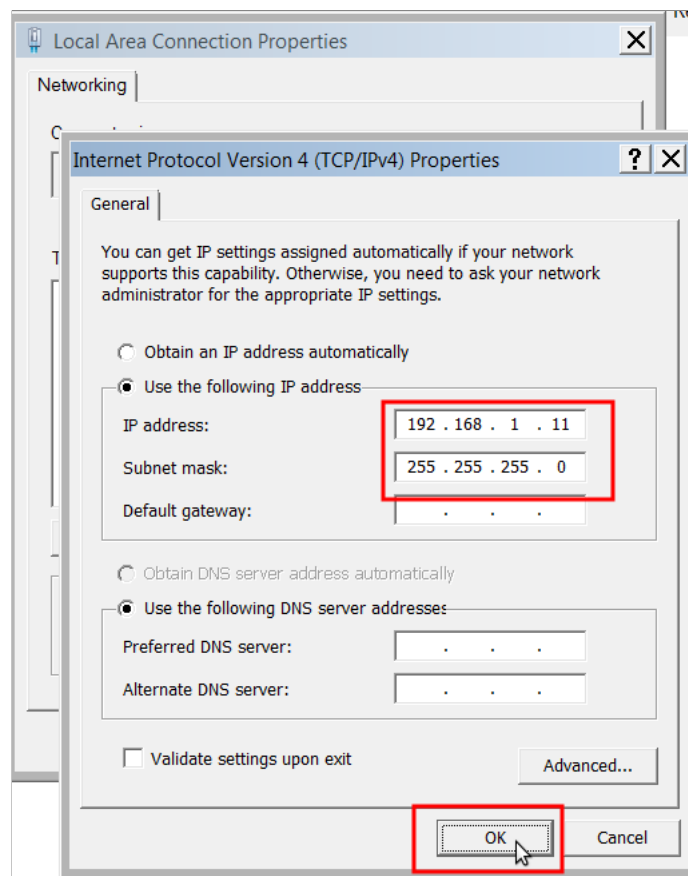 Local Area Connection Properties
Networking
Internet Protocol Version 4 (TCP/IPv4) Properties
General
You can get IP settings assigned automatically if your network
supports this capability. Otherwise, you need to ask your network
administrator for the appropriate IP settings.
Obtain an IP address automatically
Use the following IP address
IP address: 192 . 168 . 1 . 11
Subnet mask: 255 . 255 . 255 . 0
Default gateway: . . .
Obtain DNS server address automatically
Use the following DNS server addresses
Preferred DNS server: . . .
Alternate DNS server: . . .
Validate settings upon exit
Advanced...
OK Cancel